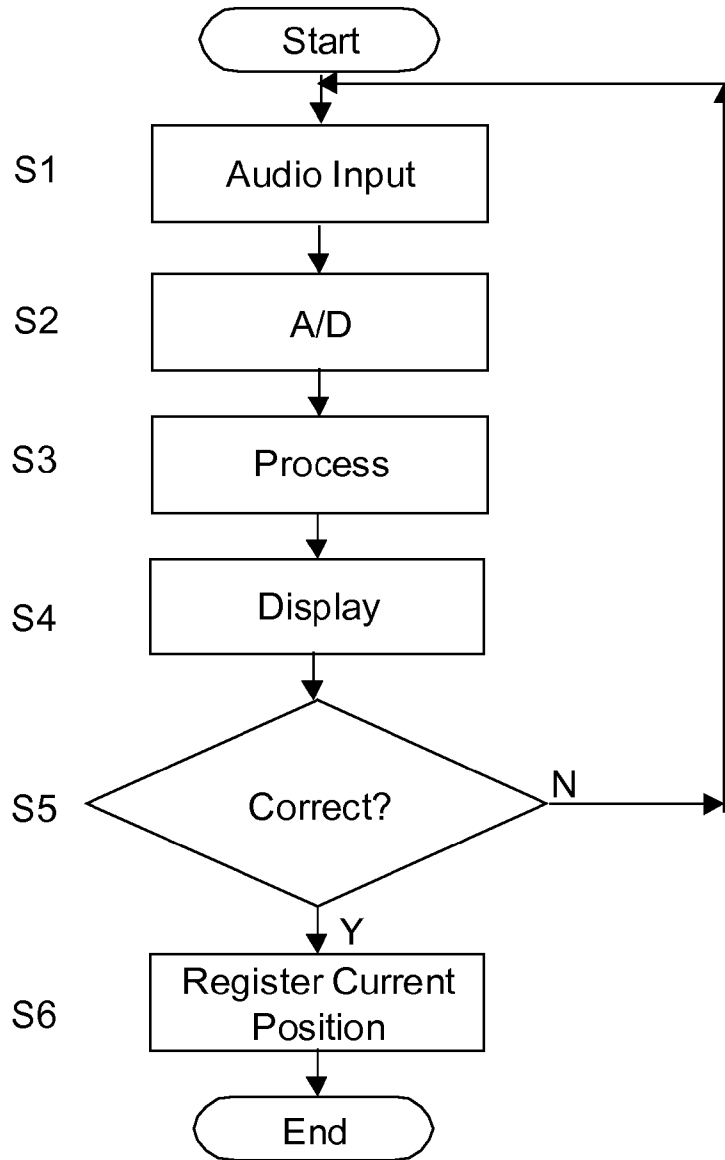 Start
S1
Audio Input
S2
A/D
S3
Process
S4
Display
S5
Correct?
N
Y
S6
Register Current
Position
End